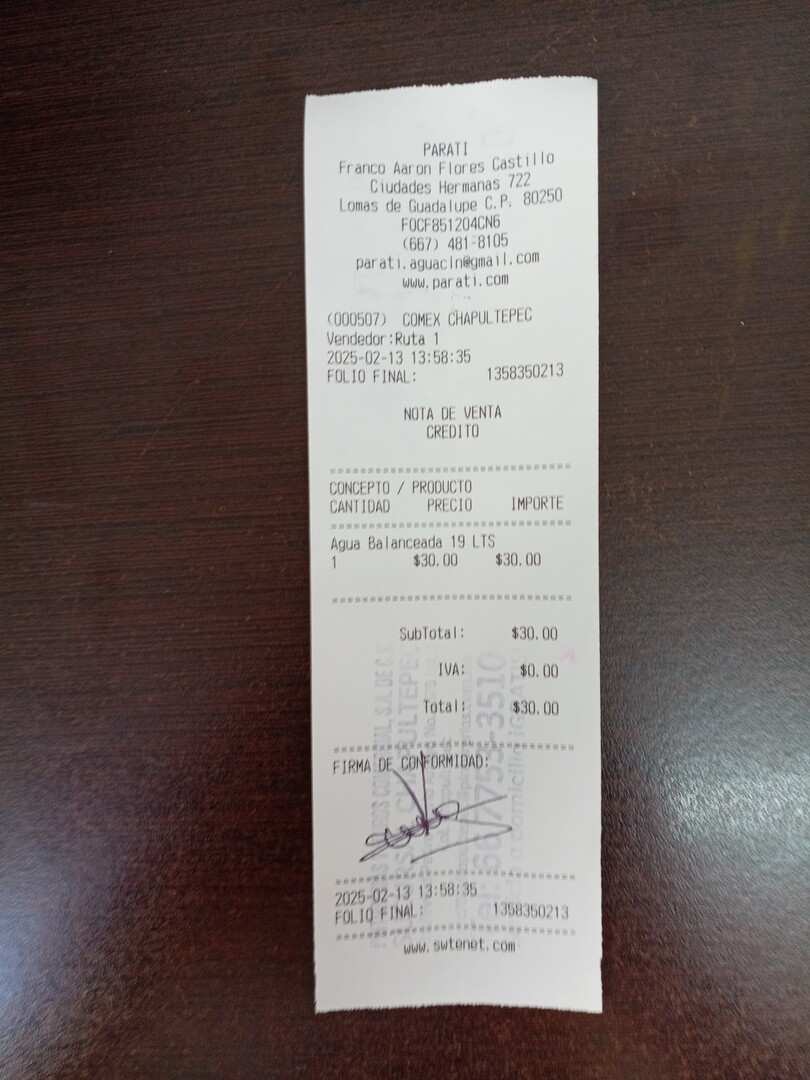 PARATI
Franco Aaron Flores Castillo
Ciudades Hermanas 722
Lomas de Guadalupe C.P. 80250
FOCF851204CN6
(667) 481-8105
parati.aguacln@gmail.com
www.parati.com
(000507) COMEX CHAPULTEPEC
Vendedor:Ruta 1
2025-02-13 13:58:35
FOLIO FINAL: 1358350213
NOTA DE VENTA
CREDITO
CONCEPTO / PRODUCTO
CANTIDAD PRECIO IMPORTE
Agua Balanceada 19 LTS
1 $30.00 $30.00
SubTotal: $30.00
IVA: $0.00
Total: $30.00
FIRMA DE CONFORMIDAD:
2025-02-13 13:58:35
FOLIO FINAL: 1358350213
www.swtenet.com